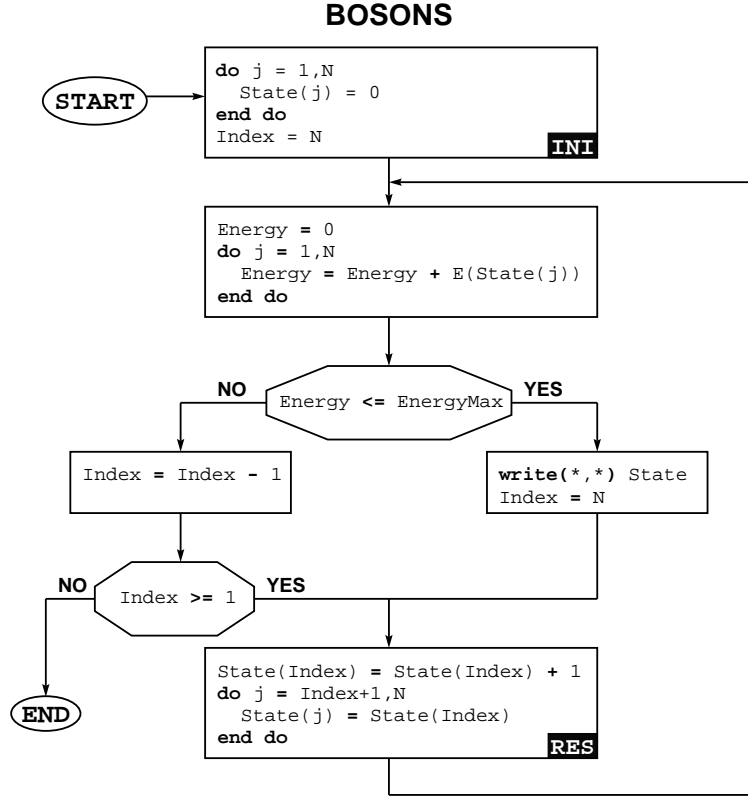 BOSONS
START
do j = 1,N
State(j) = 0
end do
Index = N
INI
Energy = 0
do j = 1,N
Energy = Energy + E(State(j))
end do
NO
Energy <= EnergyMax
YES
Index = Index - 1
write(*,*) State
Index = N
NO
Index >= 1
YES
State(Index) = State(Index) + 1
do j = Index+1,N
State(j) = State(Index)
end do
RES
END